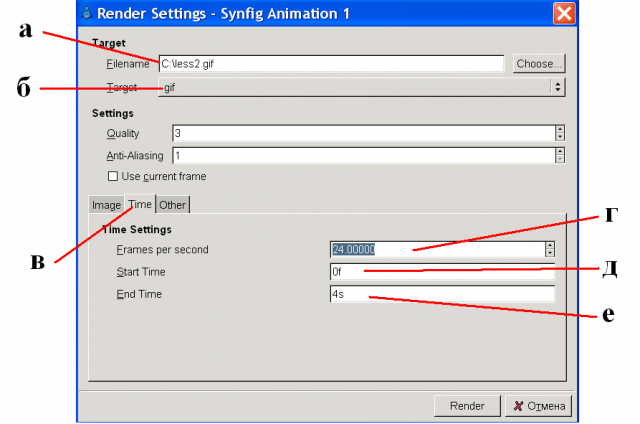 Render Settings - Synfig Animation 1
а
Target
Filename C:\less2.gif Choose...
б
Target gif
Settings
Quality 3
Anti-Aliasing 1
Use current frame
Image Time Other
Time Settings
г
Frames per second 24.00000
в
Start Time 0f
д
End Time 4s
е
Render Отмена